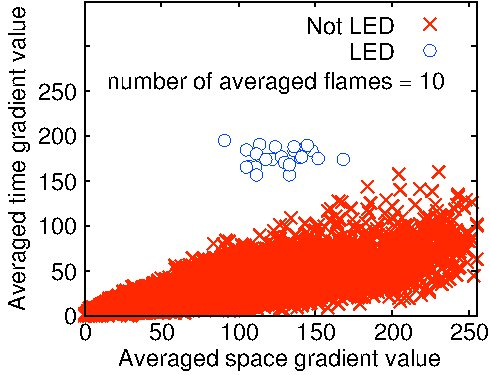 Not LED
LED
number of averaged flames = 10
Averaged time gradient value
250
200
150
100
50
0
0 50 100 150 200 250
Averaged space gradient value